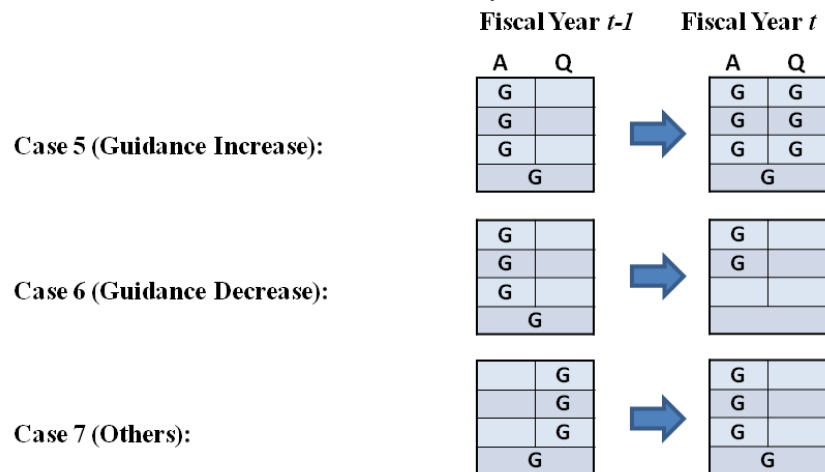 Fiscal Year t-1 Fiscal Year t
A Q A Q
G G G
G G G
Case 5 (Guidance Increase): G G G
G G
G G
G G
Case 6 (Guidance Decrease): G
G
G G
G G
Case 7 (Others): G G
G G